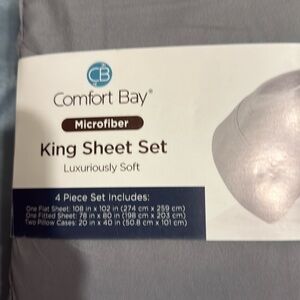 CB
Comfort Bay®
Microfiber
King Sheet Set
Luxuriously Soft
4 Piece Set Includes:
One Flat Sheet: 108 in x 102 in (274 cm x 259 cm)
One Fitted Sheet: 78 in x 80 in (198 cm x 203 cm)
Two Pillow Cases: 20 in x 40 in (50.8 cm x 101 cm)